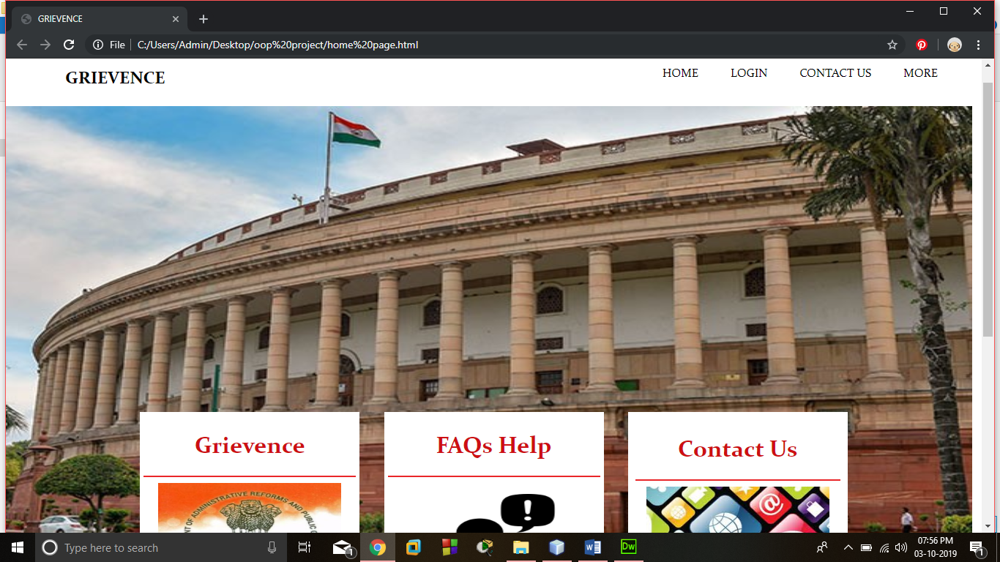 GRIEVENCE
File C:/Users/Admin/Desktop/oop%20project/home%20page.html
GRIEVENCE HOME LOGIN CONTACT US MORE
Grievence FAQs Help Contact Us
NT OF ADMINISTRATIVE REFORMS AND PUBLIC
Type here to search 1 W Dw 07:56 PM 1
03-10-2019